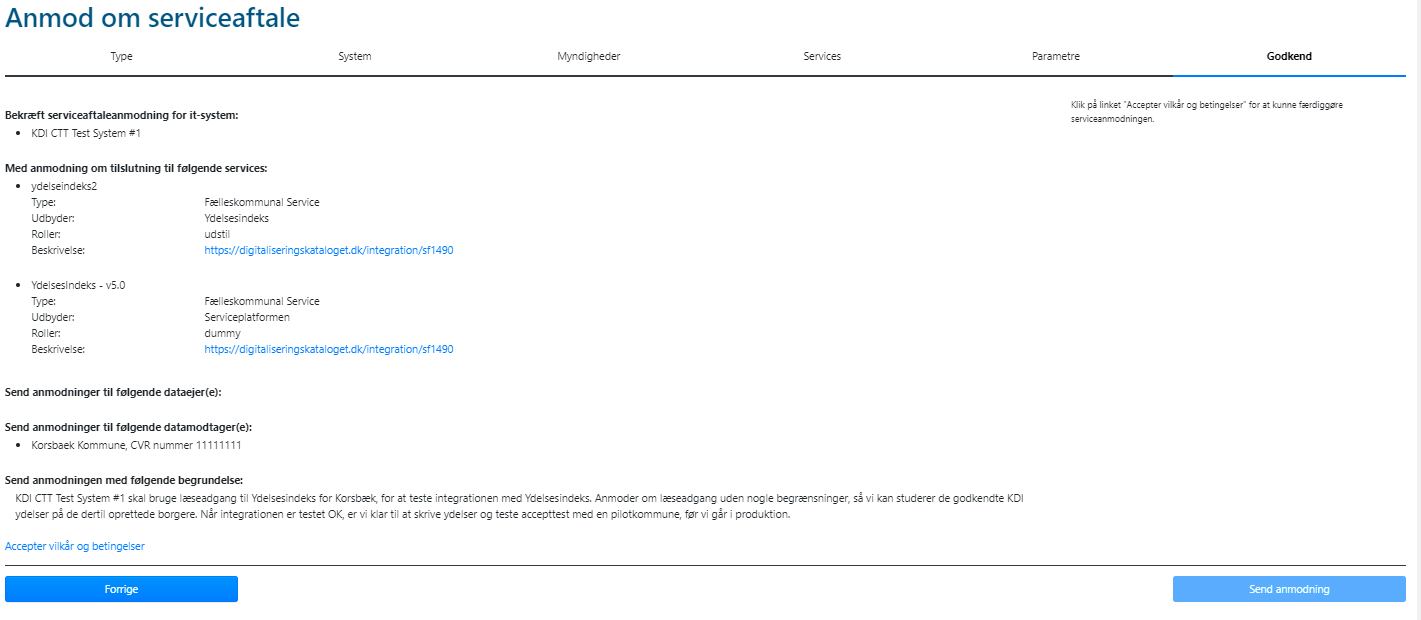 Anmod om serviceaftale
Type
System
Myndigheder
Services
Parametre
Godkend
Klik på linket "Accepter vilkår og betingelser" for at kunne færdiggøre
serviceanmodningen.
Bekræft serviceaftaleanmodning for it-system:
KDI CTT Test System #1
Med anmodning om tilslutning til følgende services:
ydelseindeks2
Type: Fælleskommunal Service
Udbyder: Ydelsesindeks
Roller: udstil
Beskrivelse: https://digitaliseringskataloget.dk/integration/sf1490
YdelsesIndeks - v5.0
Type: Fælleskommunal Service
Udbyder: Serviceplatformen
Roller: dummy
Beskrivelse: https://digitaliseringskataloget.dk/integration/sf1490
Send anmodninger til følgende dataejer(e):
Send anmodninger til følgende datamodtager(e):
Korsbaek Kommune, CVR nummer 11111111
Send anmodningen med følgende begrundelse:
KDI CTT Test System #1 skal bruge læseadgang til Ydelsesindeks for Korsbæk, for at teste integrationen med Ydelsesindeks. Anmoder om læseadgang uden nogle begrænsninger, så vi kan studerer de godkendte KDI
ydelser på de dertil oprettede borgere. Når integrationen er testet OK, er vi klar til at skrive ydelser og teste accepttest med en pilotkommune, før vi går i produktion.
Accepter vilkår og betingelser
Forrige
Send anmodning